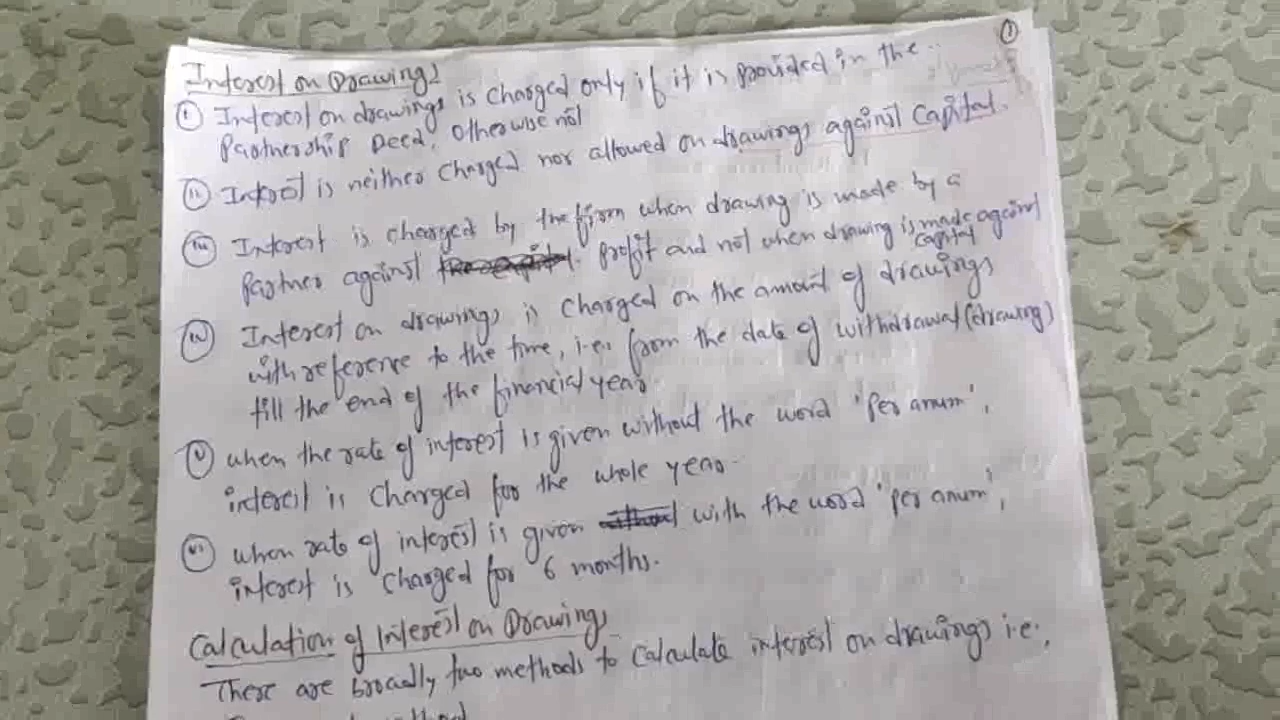 ①
Interest on Drawings
(i) Interest on drawings is charged only if it is provided in the
Partnership Deed, otherwise not
(ii) Interest is neither charged nor allowed on drawings against capital.
(iii) Interest is charged by the firm when drawing is made by a
partner against profit and not when drawing is made against
capital
(iv) Interest on drawings is charged on the amount of drawings
with reference to the time, i.e. from the date of withdrawal (drawing)
till the end of the financial year.
(v) when the rate of interest is given without the word 'per anum',
interest is charged for the whole year.
(vi) when rate of interest is given with the word 'per anum',
interest is charged for 6 months.
Calculation of Interest on Drawings
There are broadly two methods to calculate interest on drawings i.e.,